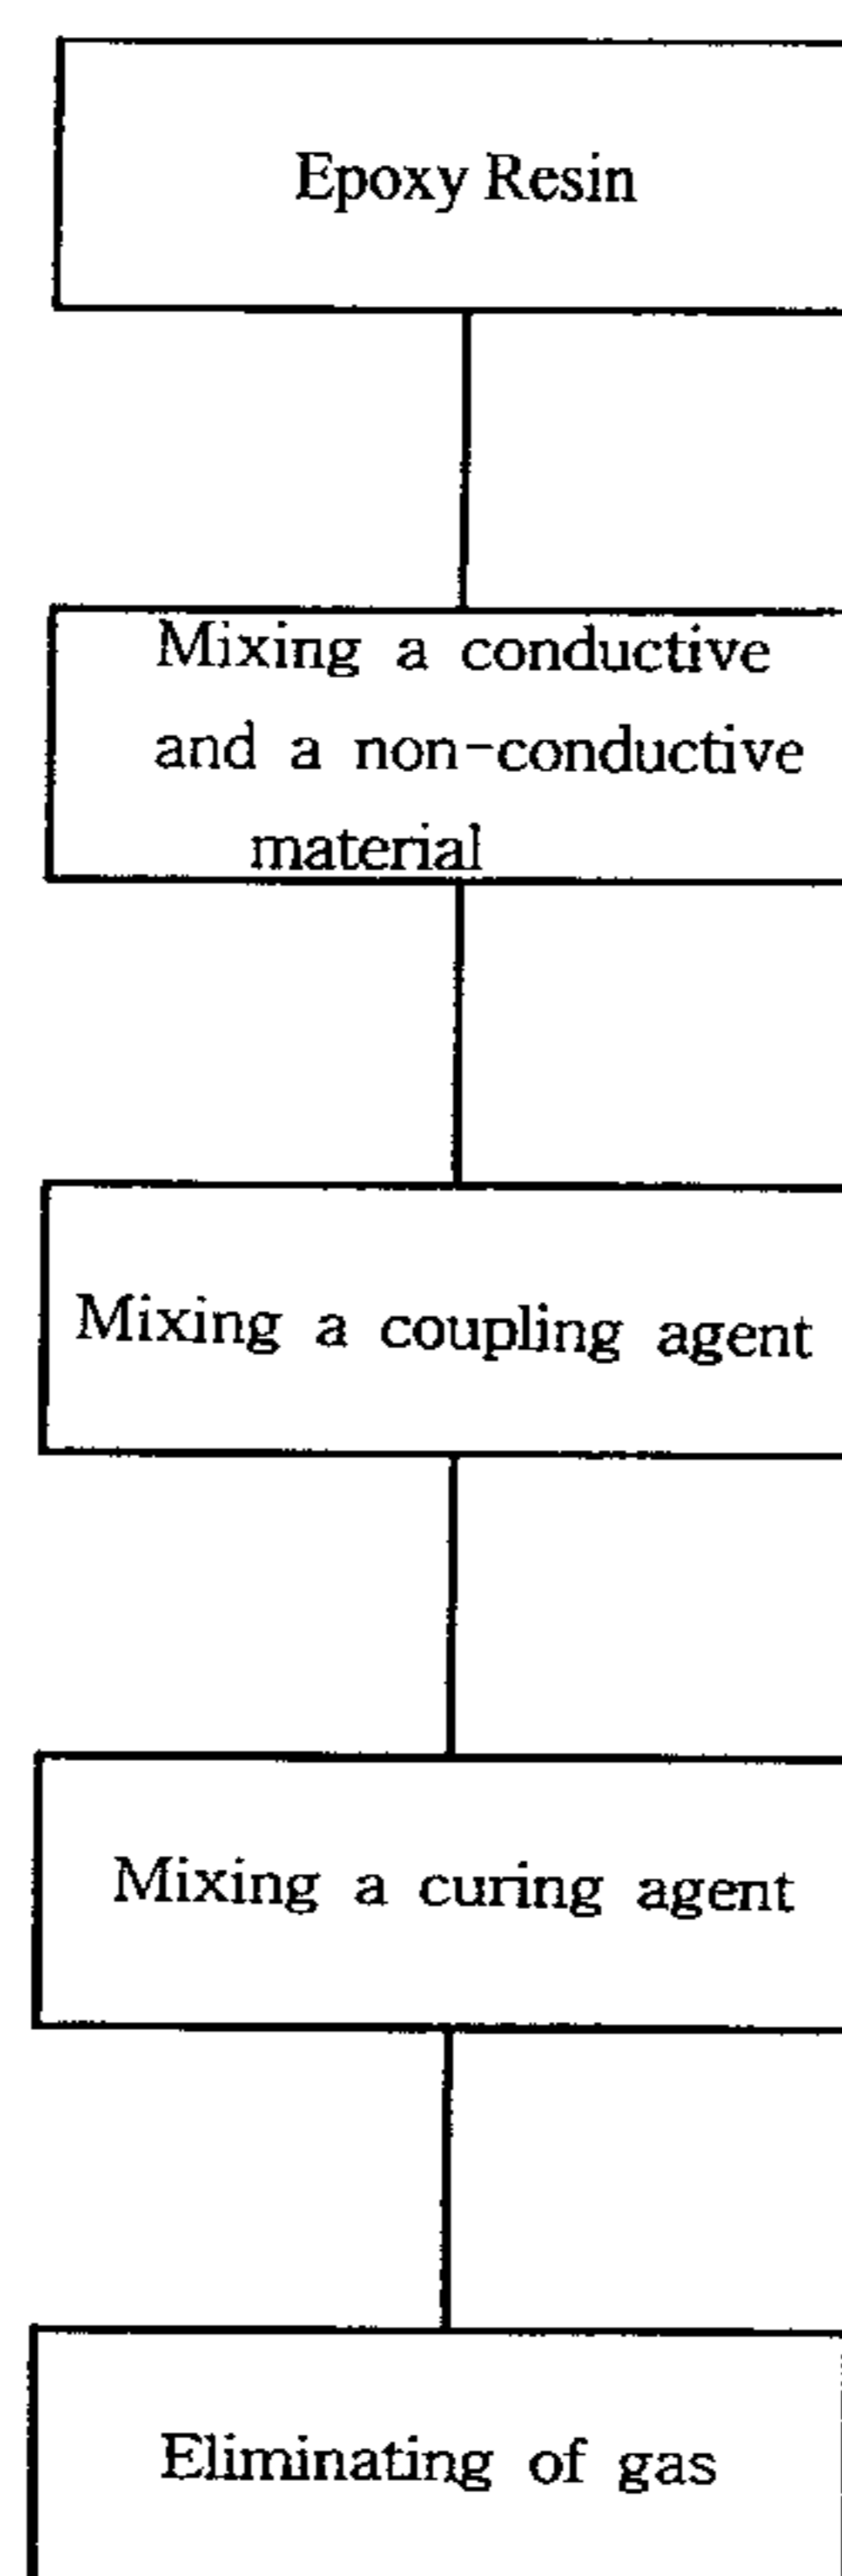 Epoxy Resin
Mixing a conductive
and a non-conductive
material
Mixing a coupling agent
Mixing a curing agent
Eliminating of gas